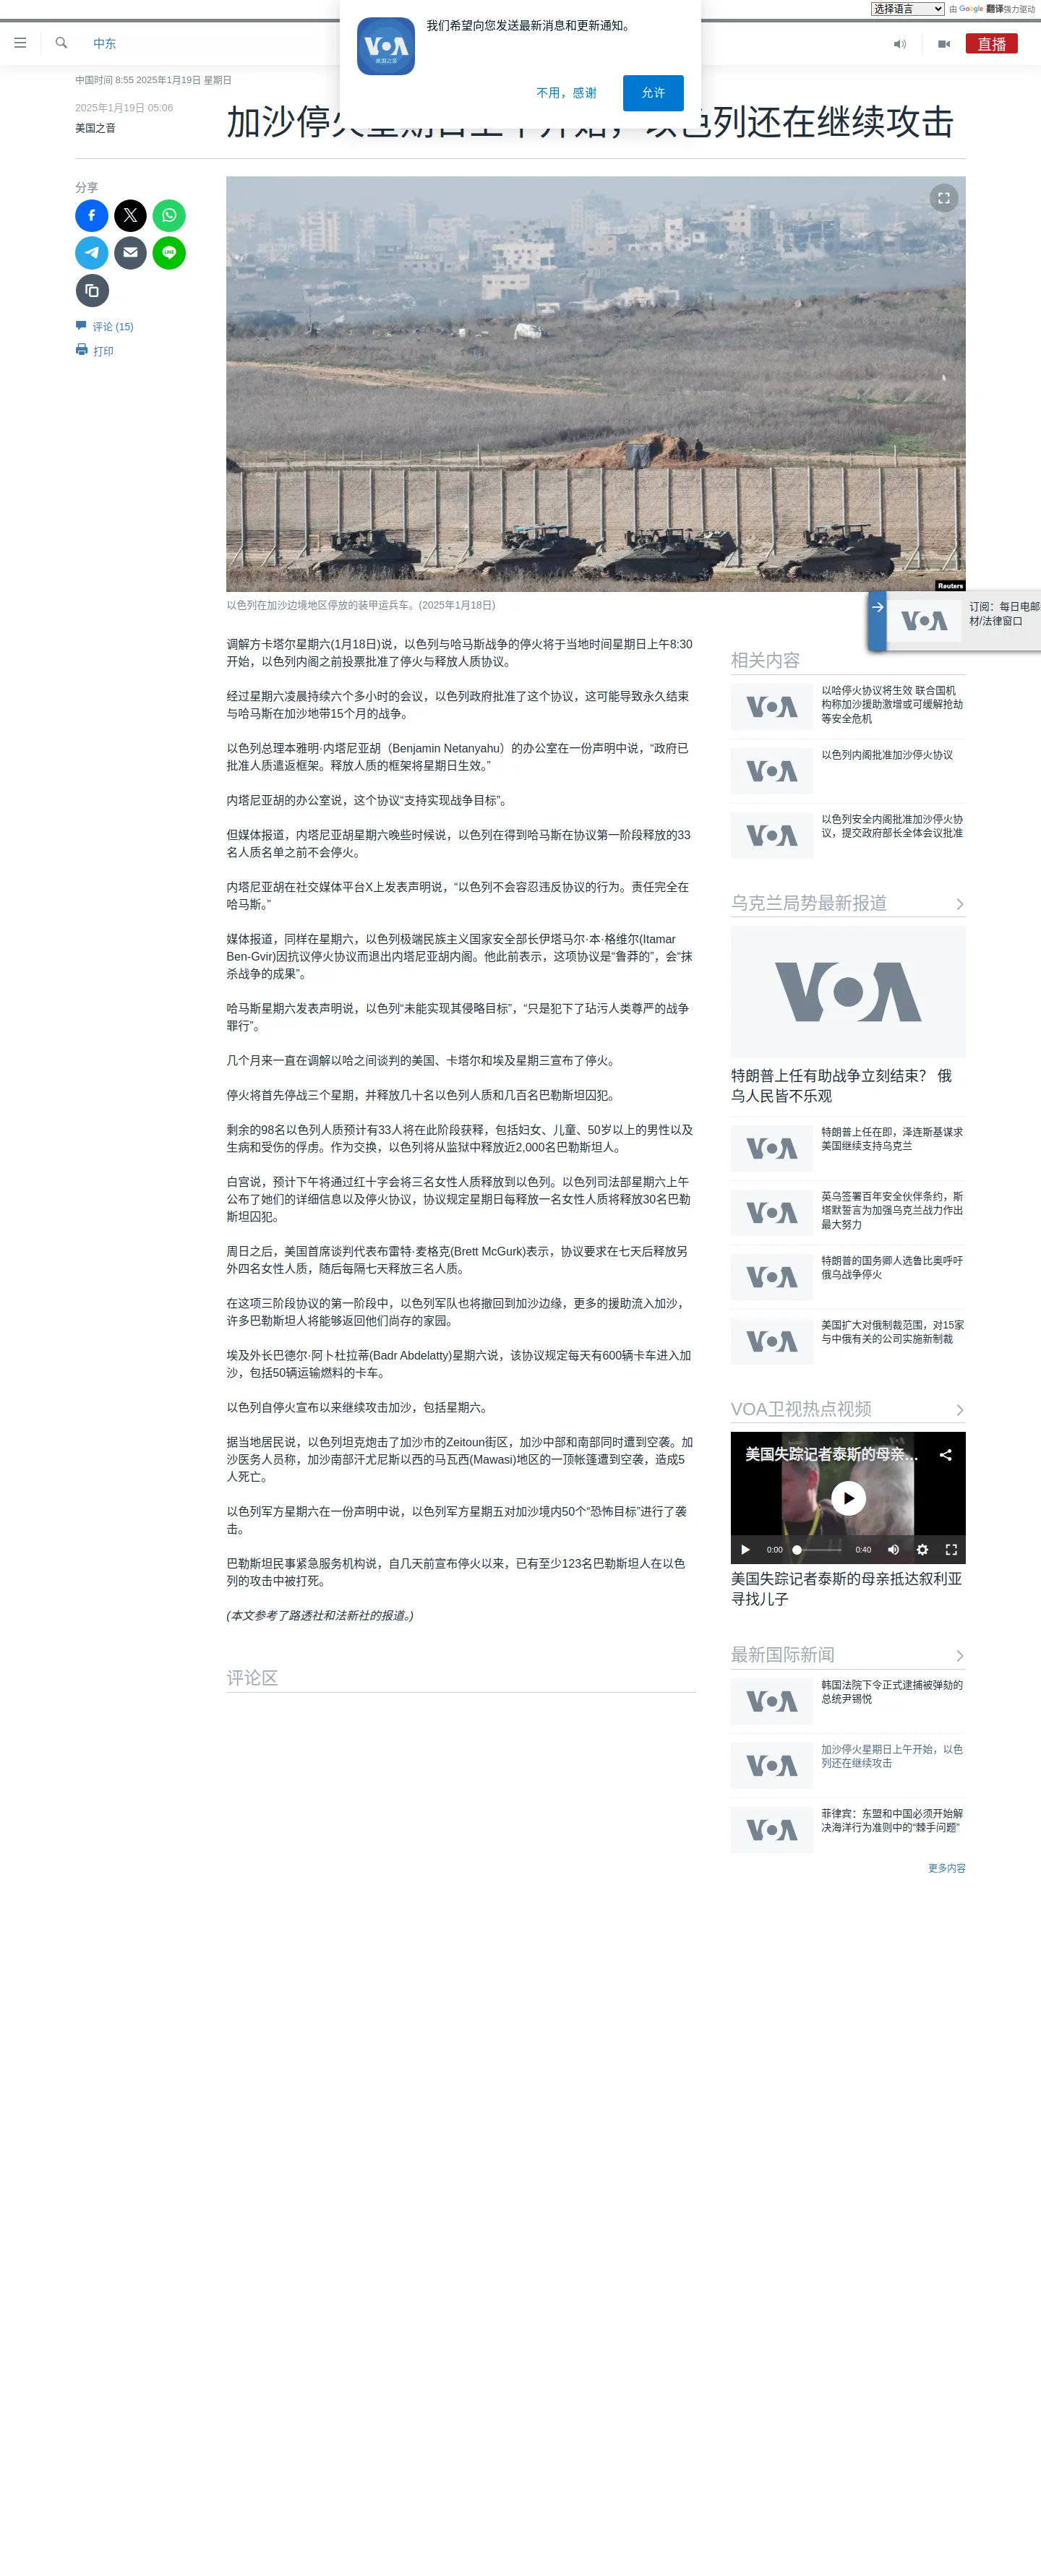 选择语言
由 Google 翻译强力驱动
我们希望向您发送最新消息和更新通知。
VOA
美国之音
不用，感谢
允许
中东
直播
中国时间 8:55 2025年1月19日 星期日
2025年1月19日 05:06
美国之音
加沙停火星期日上午开始，以色列还在继续攻击
分享
LINE
评论 (15)
打印
Reuters
以色列在加沙边境地区停放的装甲运兵车。(2025年1月18日)
VOA
订阅：每日电邮
材/法律窗口
调解方卡塔尔星期六(1月18日)说，以色列与哈马斯战争的停火将于当地时间星期日上午8:30
开始，以色列内阁之前投票批准了停火与释放人质协议。
经过星期六凌晨持续六个多小时的会议，以色列政府批准了这个协议，这可能导致永久结束
与哈马斯在加沙地带15个月的战争。
以色列总理本雅明·内塔尼亚胡（Benjamin Netanyahu）的办公室在一份声明中说，“政府已
批准人质遣返框架。释放人质的框架将星期日生效。”
内塔尼亚胡的办公室说，这个协议“支持实现战争目标”。
但媒体报道，内塔尼亚胡星期六晚些时候说，以色列在得到哈马斯在协议第一阶段释放的33
名人质名单之前不会停火。
内塔尼亚胡在社交媒体平台X上发表声明说，“以色列不会容忍违反协议的行为。责任完全在
哈马斯。”
媒体报道，同样在星期六，以色列极端民族主义国家安全部长伊塔马尔·本·格维尔(Itamar
Ben-Gvir)因抗议停火协议而退出内塔尼亚胡内阁。他此前表示，这项协议是“鲁莽的”，会“抹
杀战争的成果”。
哈马斯星期六发表声明说，以色列“未能实现其侵略目标”，“只是犯下了玷污人类尊严的战争
罪行”。
几个月来一直在调解以哈之间谈判的美国、卡塔尔和埃及星期三宣布了停火。
停火将首先停战三个星期，并释放几十名以色列人质和几百名巴勒斯坦囚犯。
剩余的98名以色列人质预计有33人将在此阶段获释，包括妇女、儿童、50岁以上的男性以及
生病和受伤的俘虏。作为交换，以色列将从监狱中释放近2,000名巴勒斯坦人。
白宫说，预计下午将通过红十字会将三名女性人质释放到以色列。以色列司法部星期六上午
公布了她们的详细信息以及停火协议，协议规定星期日每释放一名女性人质将释放30名巴勒
斯坦囚犯。
周日之后，美国首席谈判代表布雷特·麦格克(Brett McGurk)表示，协议要求在七天后释放另
外四名女性人质，随后每隔七天释放三名人质。
在这项三阶段协议的第一阶段中，以色列军队也将撤回到加沙边缘，更多的援助流入加沙，
许多巴勒斯坦人将能够返回他们尚存的家园。
埃及外长巴德尔·阿卜杜拉蒂(Badr Abdelatty)星期六说，该协议规定每天有600辆卡车进入加
沙，包括50辆运输燃料的卡车。
以色列自停火宣布以来继续攻击加沙，包括星期六。
据当地居民说，以色列坦克炮击了加沙市的Zeitoun街区，加沙中部和南部同时遭到空袭。加
沙医务人员称，加沙南部汗尤尼斯以西的马瓦西(Mawasi)地区的一顶帐篷遭到空袭，造成5
人死亡。
以色列军方星期六在一份声明中说，以色列军方星期五对加沙境内50个“恐怖目标”进行了袭
击。
巴勒斯坦民事紧急服务机构说，自几天前宣布停火以来，已有至少123名巴勒斯坦人在以色
列的攻击中被打死。
(本文参考了路透社和法新社的报道。)
评论区
相关内容
VOA
以哈停火协议将生效 联合国机
构称加沙援助激增或可缓解抢劫
等安全危机
VOA
以色列内阁批准加沙停火协议
VOA
以色列安全内阁批准加沙停火协
议，提交政府部长全体会议批准
乌克兰局势最新报道
VOA
特朗普上任有助战争立刻结束？ 俄
乌人民皆不乐观
VOA
特朗普上任在即，泽连斯基谋求
美国继续支持乌克兰
VOA
英乌签署百年安全伙伴条约，斯
塔默誓言为加强乌克兰战力作出
最大努力
VOA
特朗普的国务卿人选鲁比奥呼吁
俄乌战争停火
VOA
美国扩大对俄制裁范围，对15家
与中俄有关的公司实施新制裁
VOA卫视热点视频
美国失踪记者泰斯的母亲...
0:00
0:40
美国失踪记者泰斯的母亲抵达叙利亚
寻找儿子
最新国际新闻
VOA
韩国法院下令正式逮捕被弹劾的
总统尹锡悦
VOA
加沙停火星期日上午开始，以色
列还在继续攻击
VOA
菲律宾：东盟和中国必须开始解
决海洋行为准则中的“棘手问题”
更多内容